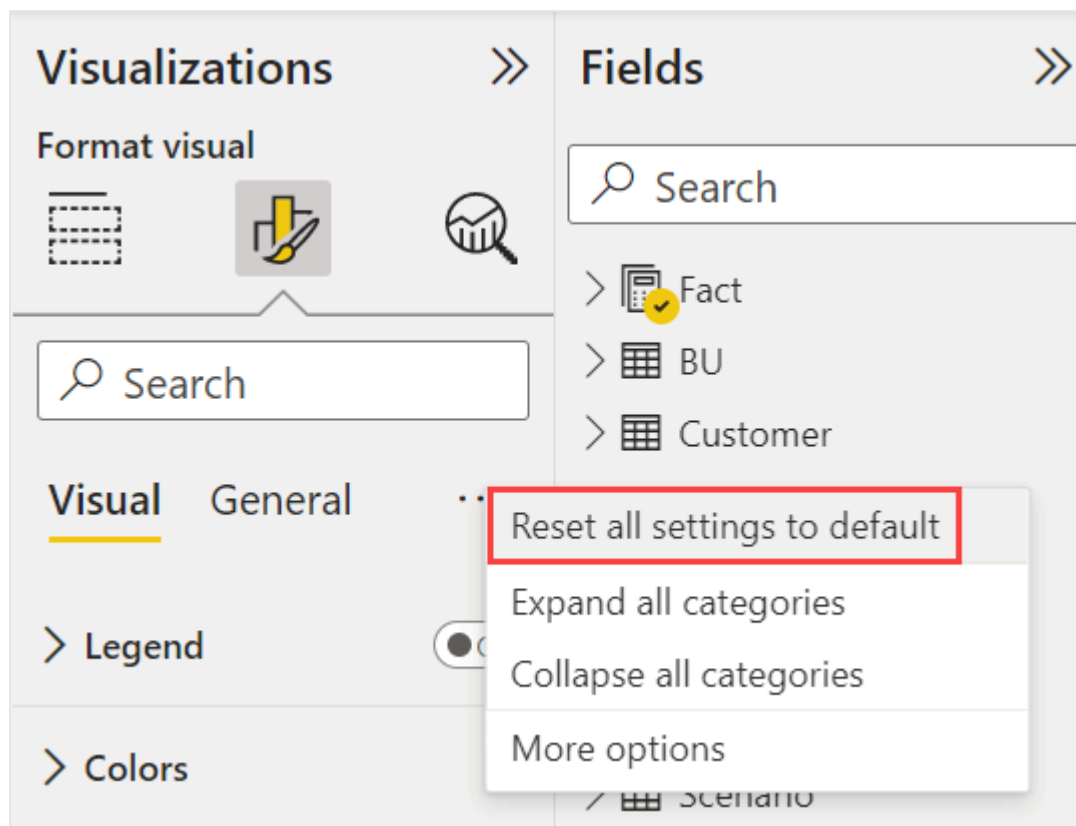 Visualizations
Format visual
Search
Visual General
Legend
Colors
Fields
Search
Fact
BU
Customer
Reset all settings to default
Expand all categories
Collapse all categories
More options
Scenario